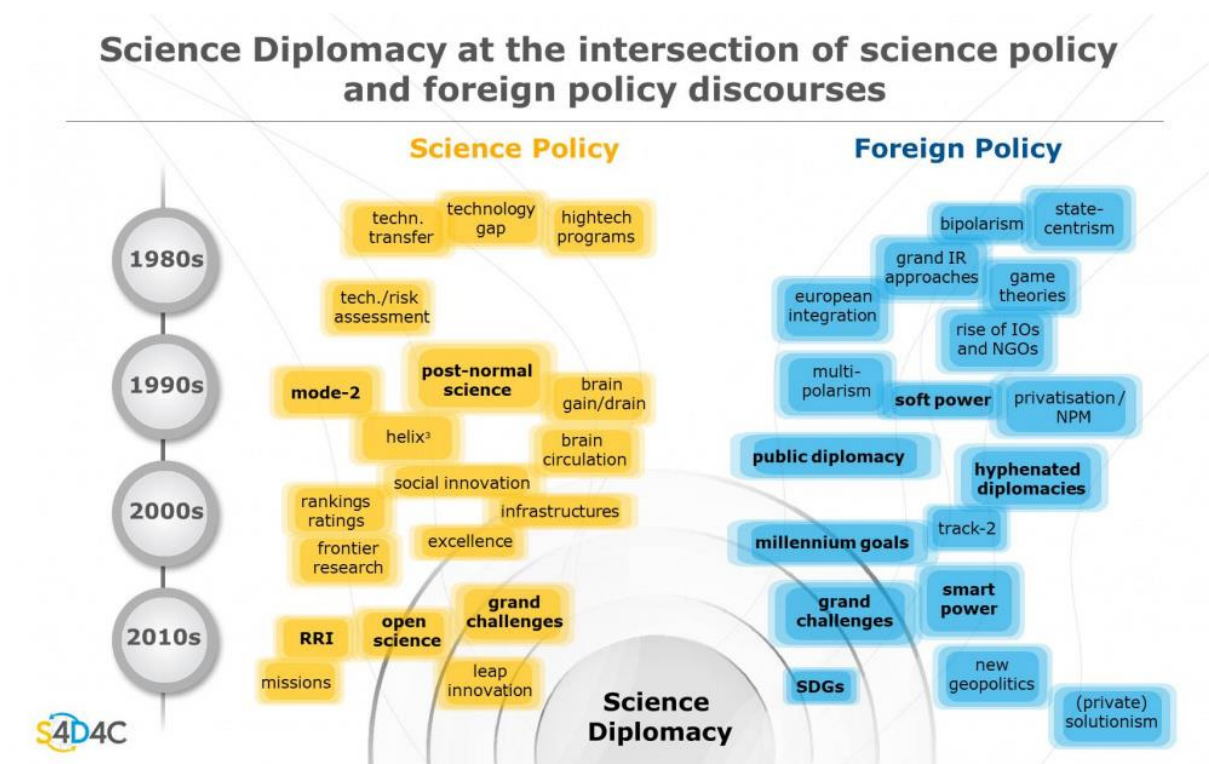 Science Diplomacy at the intersection of science policy
and foreign policy discourses
Science Policy
Foreign Policy
1980s
techn.
transfer
technology
gap
hightech
programs
tech./risk
assessment
bipolarism
state-
centrism
grand IR
approaches
game
theories
european
integration
rise of IOs
and NGOs
1990s
mode-2
post-normal
science
brain
gain/drain
helix³
brain
circulation
multi-
polarism
soft power
privatisation /
NPM
public diplomacy
hyphenated
diplomacies
2000s
social innovation
rankings
ratings
infrastructures
frontier
research
excellence
track-2
millennium goals
2010s
RRI
open
science
grand
challenges
missions
leap
innovation
grand
challenges
smart
power
SDGs
new
geopolitics
(private)
solutionism
Science
Diplomacy
S4D4C